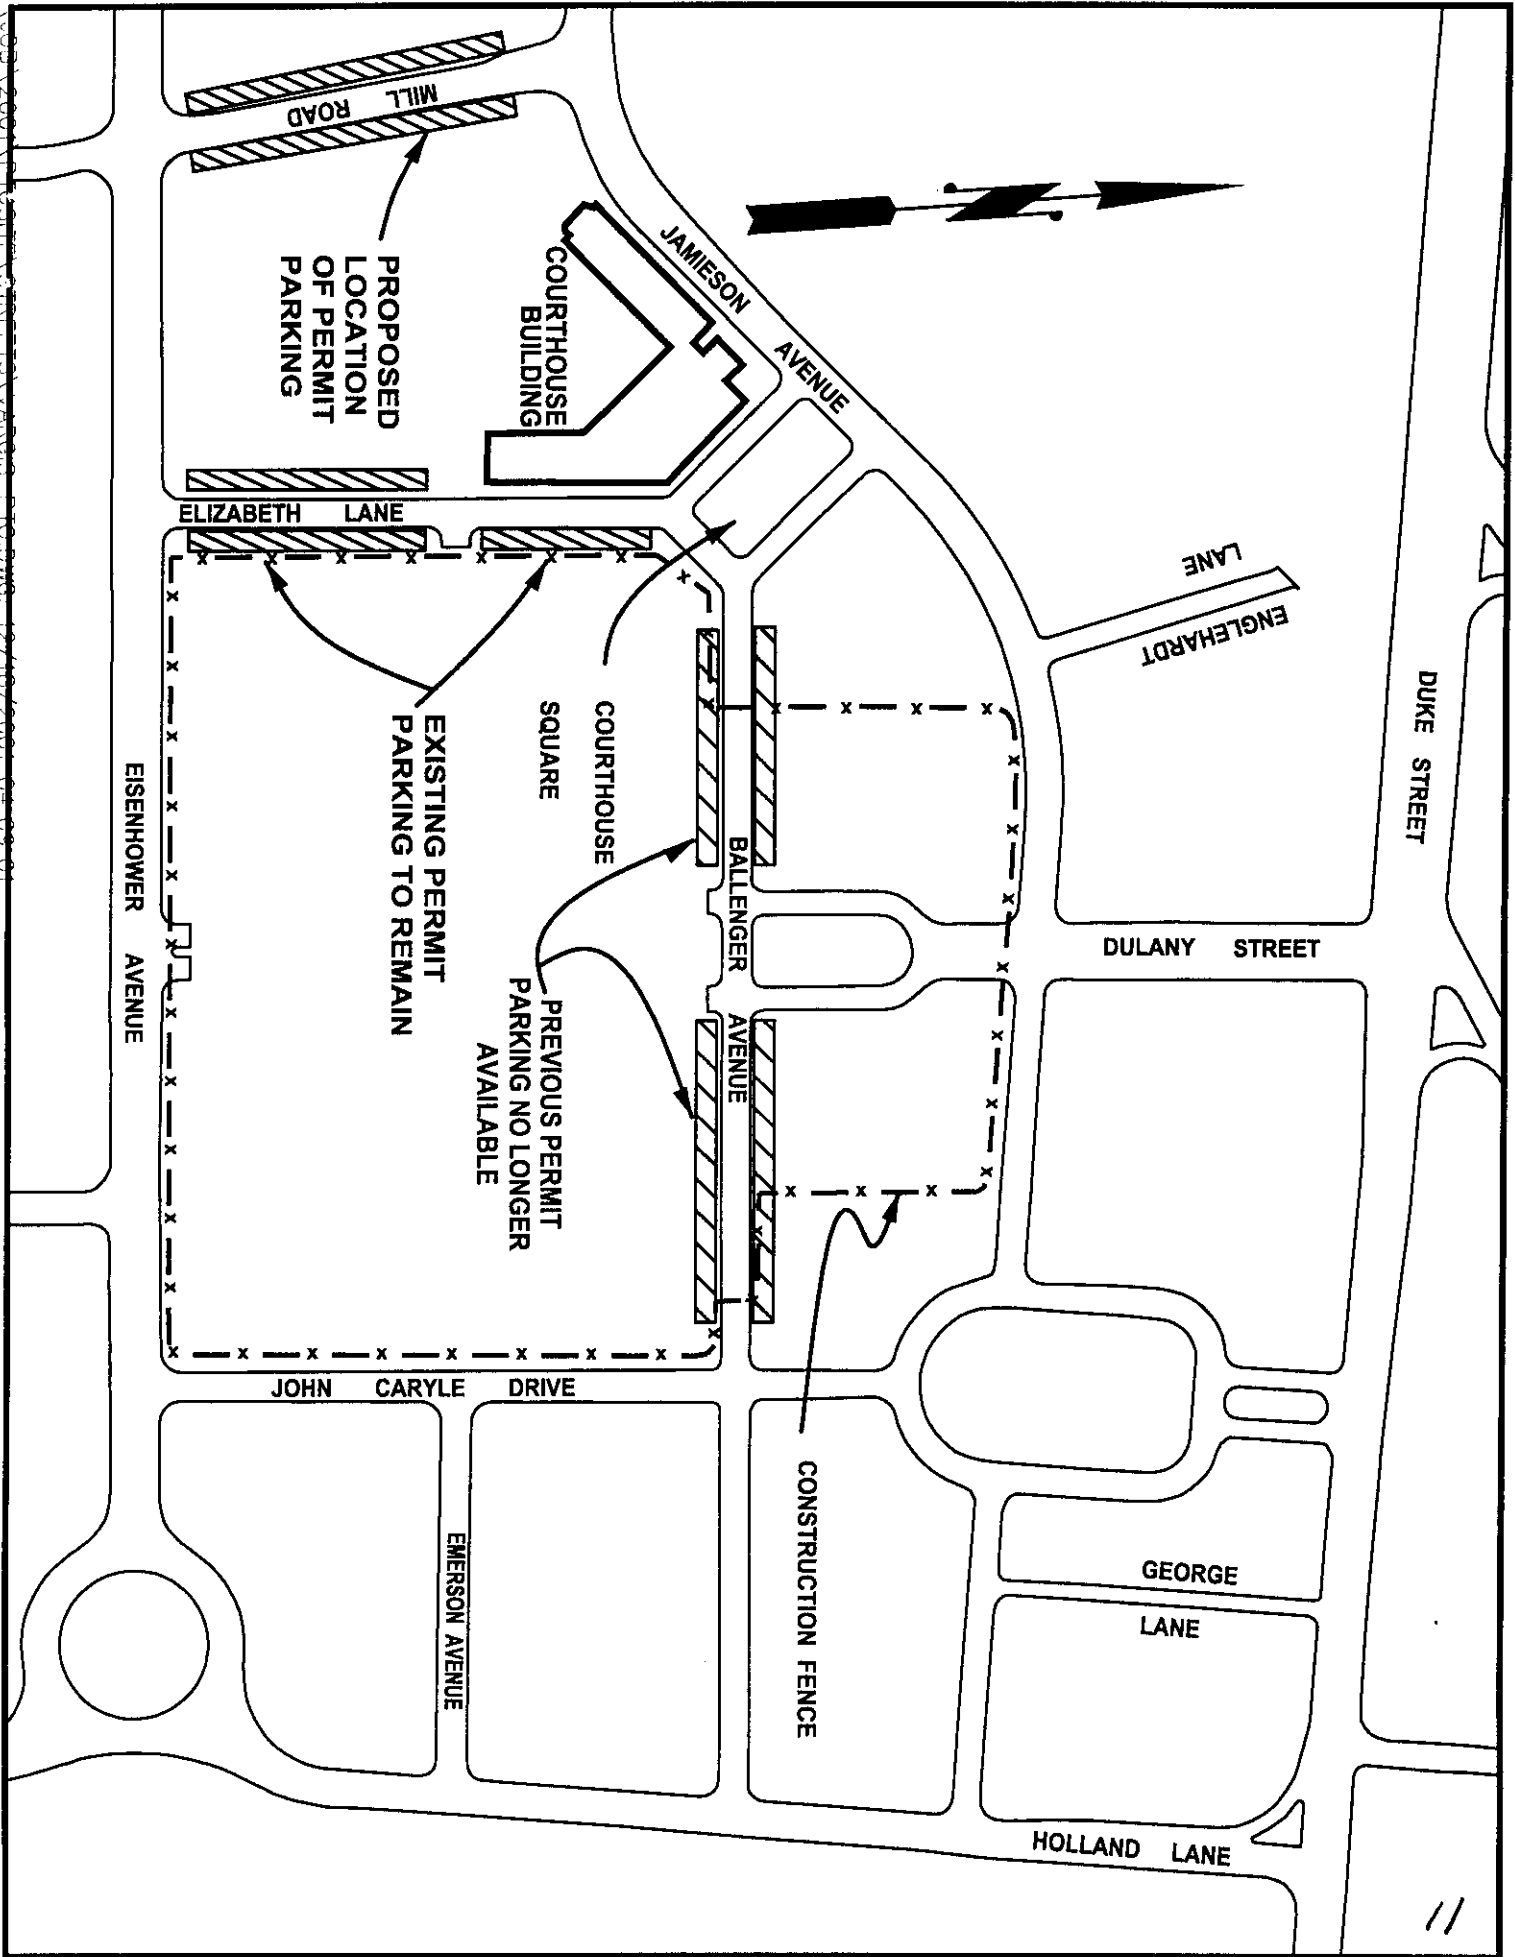 MILL ROAD
PROPOSED
LOCATION
OF PERMIT
PARKING
COURTHOUSE
BUILDING
JAMIESON AVENUE
ELIZABETH LANE
LANE
ENGLEHARDT
DUKE STREET
COURTHOUSE
SQUARE
EXISTING PERMIT
PARKING TO REMAIN
BALLENGER AVENUE
EISENHOWER AVENUE
DULANY STREET
PREVIOUS PERMIT
PARKING NO LONGER
AVAILABLE
JOHN CARYLE DRIVE
CONSTRUCTION FENCE
EMERSON AVENUE
GEORGE
LANE
HOLLAND LANE
11